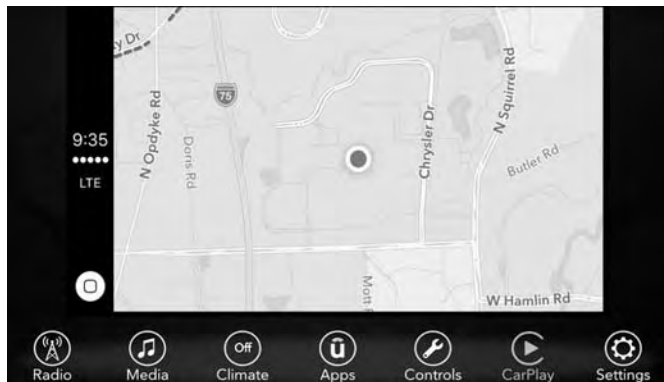 y Dr
75
N Opdyke Rd
Doris Rd
Chrysler Dr
N Squirrel Rd
Butler Rd
9:35
LTE
Mott
W Hamlin Rd
Off
ū
Radio Media Climate Apps Controls CarPlay Settings